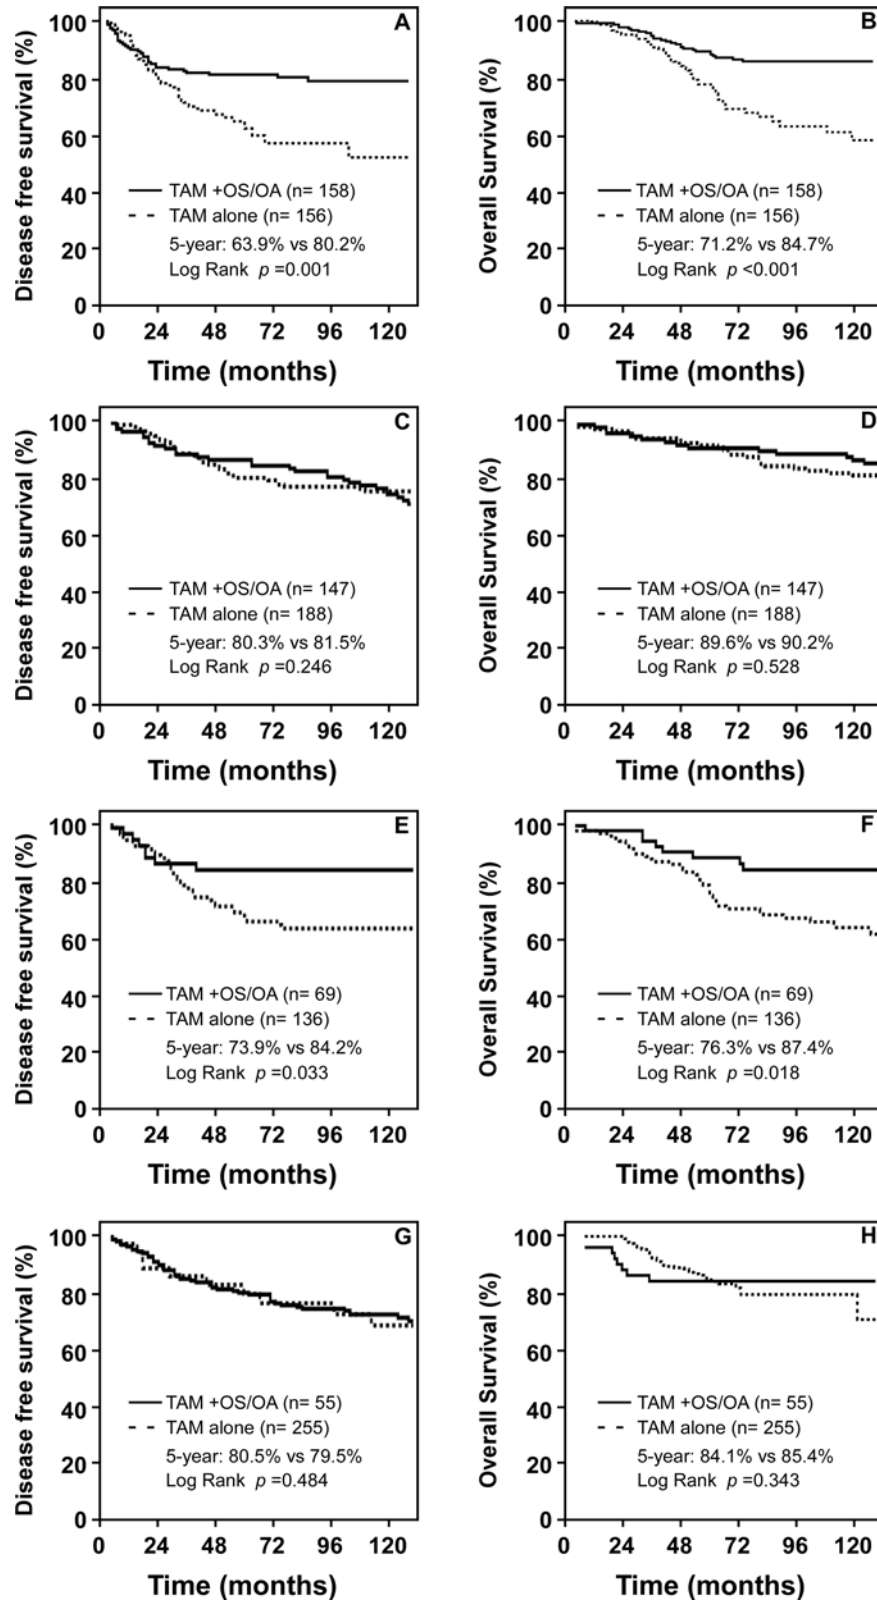 A
Disease free survival (%)
100
80
60
40
20
0
TAM +OS/OA (n= 158)
TAM alone (n= 156)
5-year: 63.9% vs 80.2%
Log Rank p =0.001
0 24 48 72 96 120
Time (months)
B
Overall Survival (%)
100
80
60
40
20
0
TAM +OS/OA (n= 158)
TAM alone (n= 156)
5-year: 71.2% vs 84.7%
Log Rank p <0.001
0 24 48 72 96 120
Time (months)
C
Disease free survival (%)
100
80
60
40
20
0
TAM +OS/OA (n= 147)
TAM alone (n= 188)
5-year: 80.3% vs 81.5%
Log Rank p =0.246
0 24 48 72 96 120
Time (months)
D
Overall Survival (%)
100
80
60
40
20
0
TAM +OS/OA (n= 147)
TAM alone (n= 188)
5-year: 89.6% vs 90.2%
Log Rank p =0.528
0 24 48 72 96 120
Time (months)
E
Disease free survival (%)
100
80
60
40
20
0
TAM +OS/OA (n= 69)
TAM alone (n= 136)
5-year: 73.9% vs 84.2%
Log Rank p =0.033
0 24 48 72 96 120
Time (months)
F
Overall Survival (%)
100
80
60
40
20
0
TAM +OS/OA (n= 69)
TAM alone (n= 136)
5-year: 76.3% vs 87.4%
Log Rank p =0.018
0 24 48 72 96 120
Time (months)
G
Disease free survival (%)
100
80
60
40
20
0
TAM +OS/OA (n= 55)
TAM alone (n= 255)
5-year: 80.5% vs 79.5%
Log Rank p =0.484
0 24 48 72 96 120
Time (months)
H
Overall Survival (%)
100
80
60
40
20
0
TAM +OS/OA (n= 55)
TAM alone (n= 255)
5-year: 84.1% vs 85.4%
Log Rank p =0.343
0 24 48 72 96 120
Time (months)